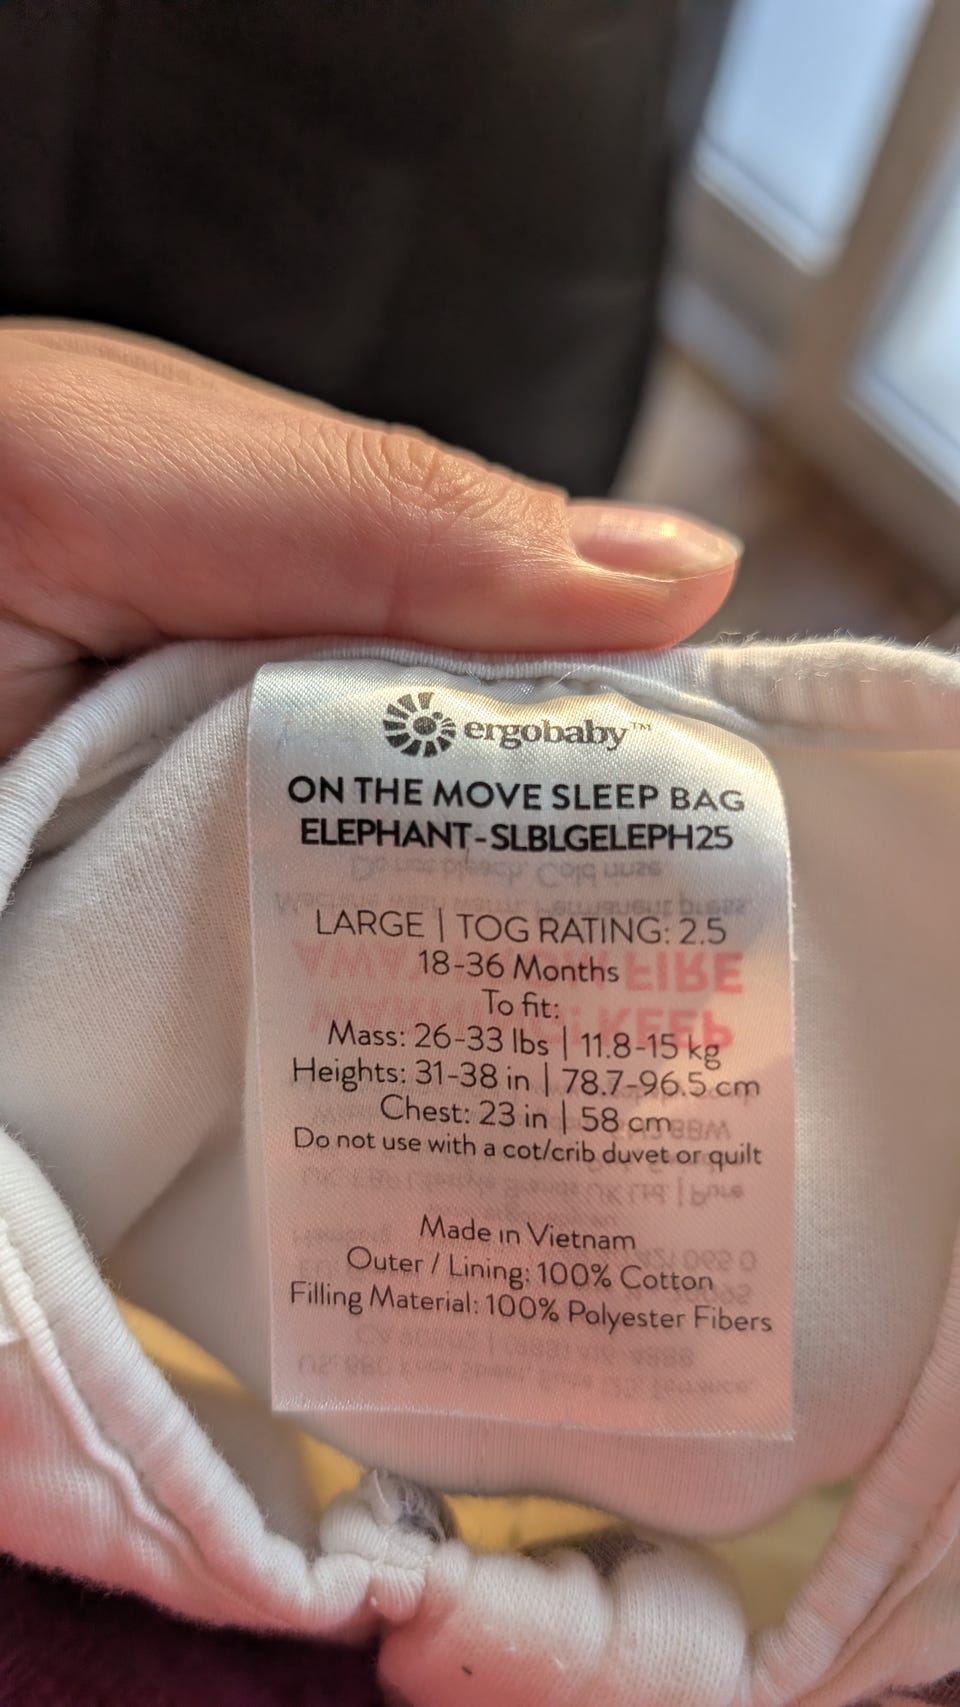 ergobaby™
ON THE MOVE SLEEP BAG
ELEPHANT-SLBLGELEPH25
LARGE | TOG RATING: 2.5
18-36 Months
To fit:
Mass: 26-33 lbs | 11.8-15 kg
Heights: 31-38 in | 78.7-96.5 cm
Chest: 23 in | 58 cm
Do not use with a cot/crib duvet or quilt
Made in Vietnam
Outer / Lining: 100% Cotton
Filling Material: 100% Polyester Fibers